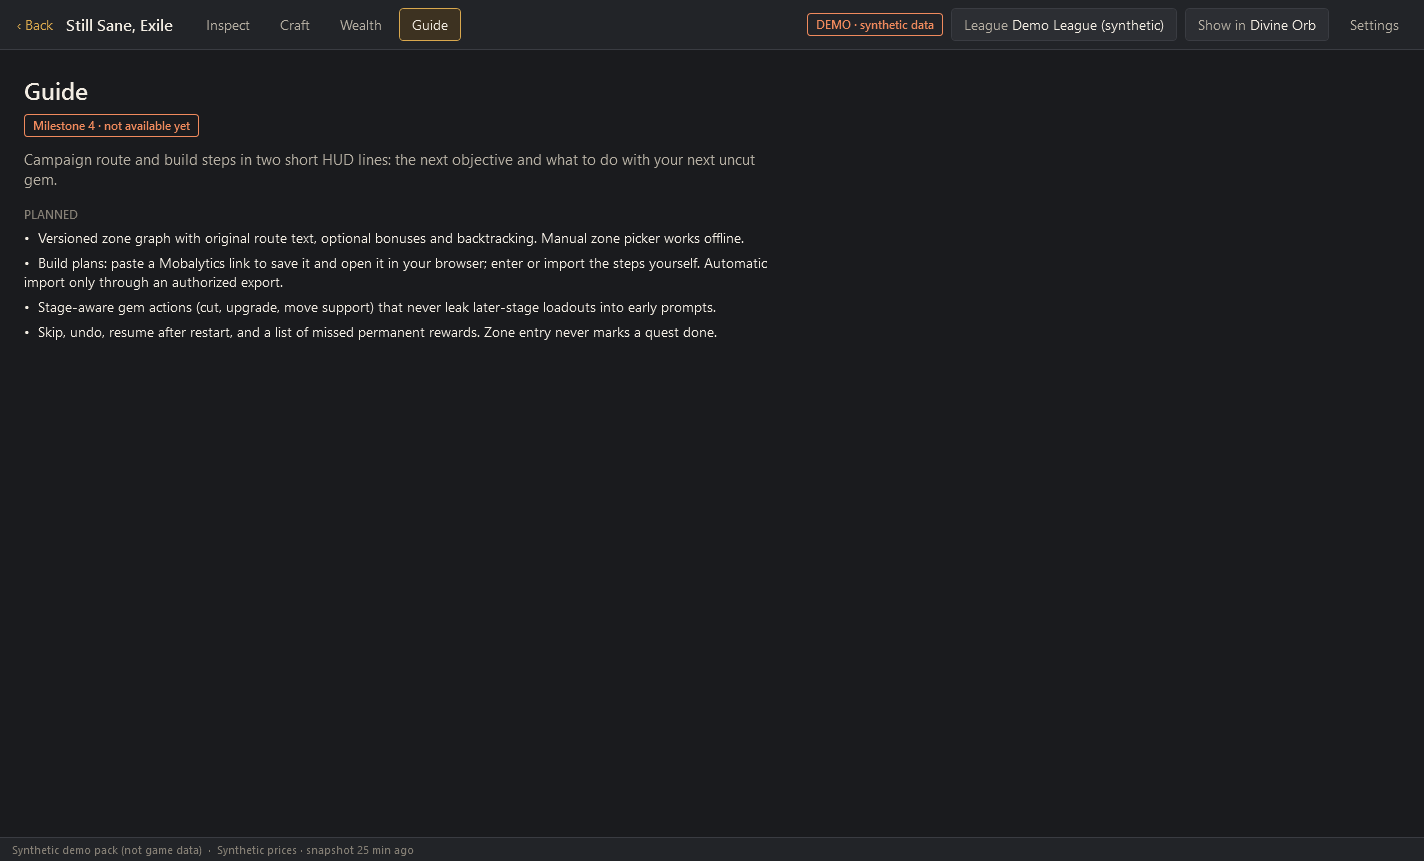 ‹ Back Still Sane, Exile Inspect Craft Wealth Guide DEMO · synthetic data League Demo League (synthetic) Show in Divine Orb Settings
Guide
Milestone 4 · not available yet
Campaign route and build steps in two short HUD lines: the next objective and what to do with your next uncut
gem.
PLANNED
• Versioned zone graph with original route text, optional bonuses and backtracking. Manual zone picker works offline.
• Build plans: paste a Mobalytics link to save it and open it in your browser; enter or import the steps yourself. Automatic
import only through an authorized export.
• Stage-aware gem actions (cut, upgrade, move support) that never leak later-stage loadouts into early prompts.
• Skip, undo, resume after restart, and a list of missed permanent rewards. Zone entry never marks a quest done.
Synthetic demo pack (not game data) · Synthetic prices · snapshot 25 min ago